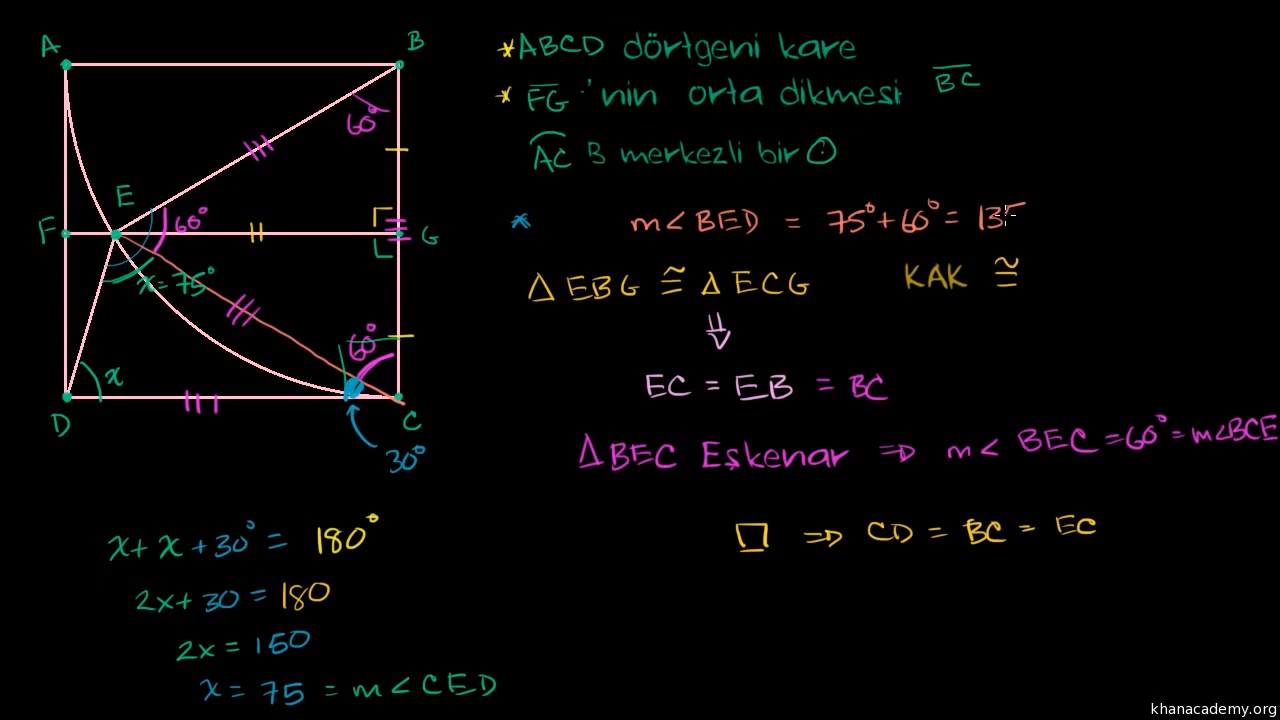 *ABCD dörtgeni kare
* FG 'nin orta dikmesi BC
AC B merkezli bir ⊙
* m∠BED = 75°+60°= 135
ΔEBG ≅ ΔECG KAK ≅
⇓
EC = EB = BC
ΔBEC Eşkenar ⇒ m∠ BEC = 60° = m∠BCE
□ ⇒ CD = BC = EC
A
B
60°
E
F
60°
G
x=75°
60°
x
D
C
30°
x+x+30°= 180°
2x+30 = 180
2x = 150
x = 75 = m∠CED
khanacademy.org